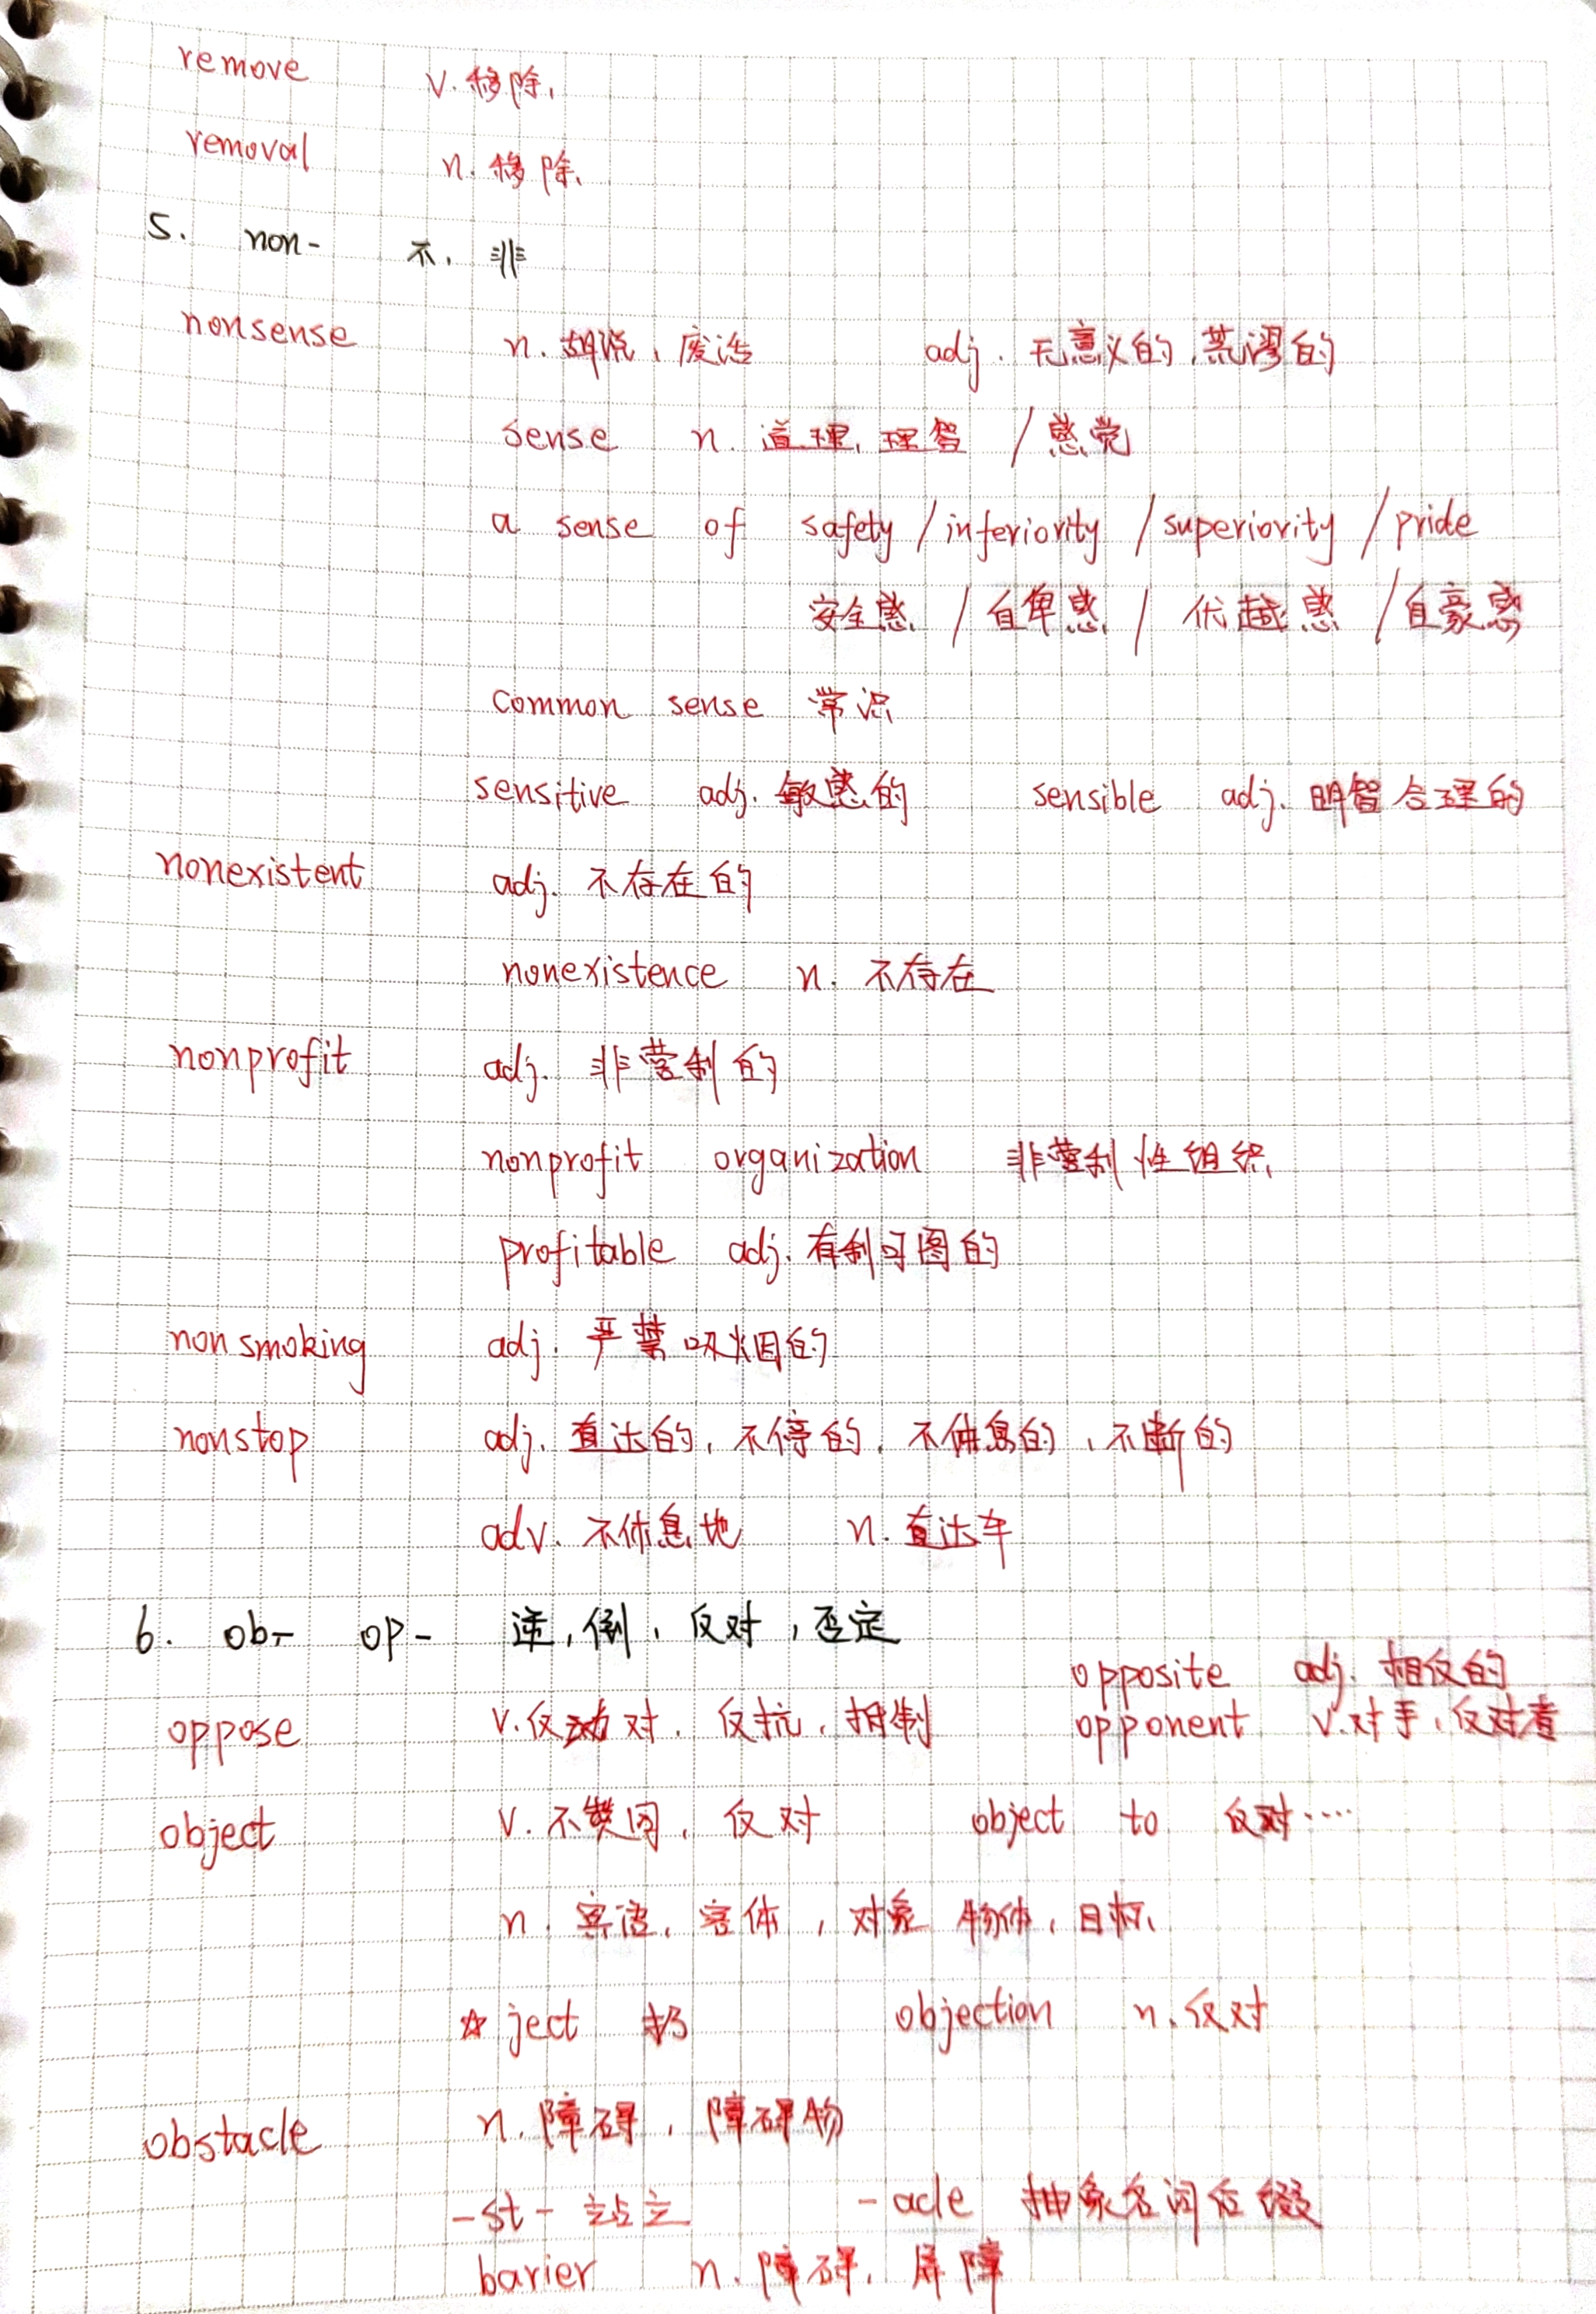 remove v. 移除
removal n. 移除
5. non- 不, 非
nonsense n. 胡说, 废话 adj. 无意义的, 荒谬的
sense n. 道理, 理智 / 感觉
a sense of safety / inferiority / superiority / pride
安全感 / 自卑感 / 优越感 / 自豪感
common sense 常识
sensitive adj. 敏感的 sensible adj. 明智合理的
nonexistent adj. 不存在的
nonexistence n. 不存在
nonprofit adj. 非营利的
nonprofit organization 非营利性组织
profitable adj. 有利可图的
nonsmoking adj. 严禁吸烟的
nonstop adj. 直达的, 不停的, 不休息的, 不断的
adv. 不休息地 n. 直达车
6. ob- op- 逆, 倒, 反对, 否定
opposite adj. 相反的
oppose v. 反对, 反抗, 抵制 opponent v. 对手, 反对者
object v. 不赞同, 反对 object to 反对....
n. 宾语, 客体, 对象 物体, 目标
☆ ject 扔 objection n. 反对
obstacle n. 障碍, 障碍物
-st- 站立 -acle 抽象名词后缀
barier n. 障碍, 屏障